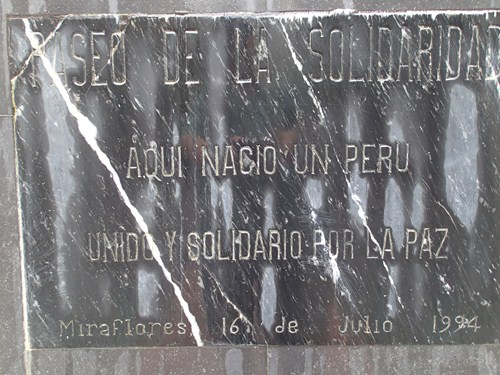 PASEO DE LA SOLIDARIDAD
AQUI NACIO UN PERU
UNIDO Y SOLIDARIO POR LA PAZ
Miraflores, 16 de Julio 1994